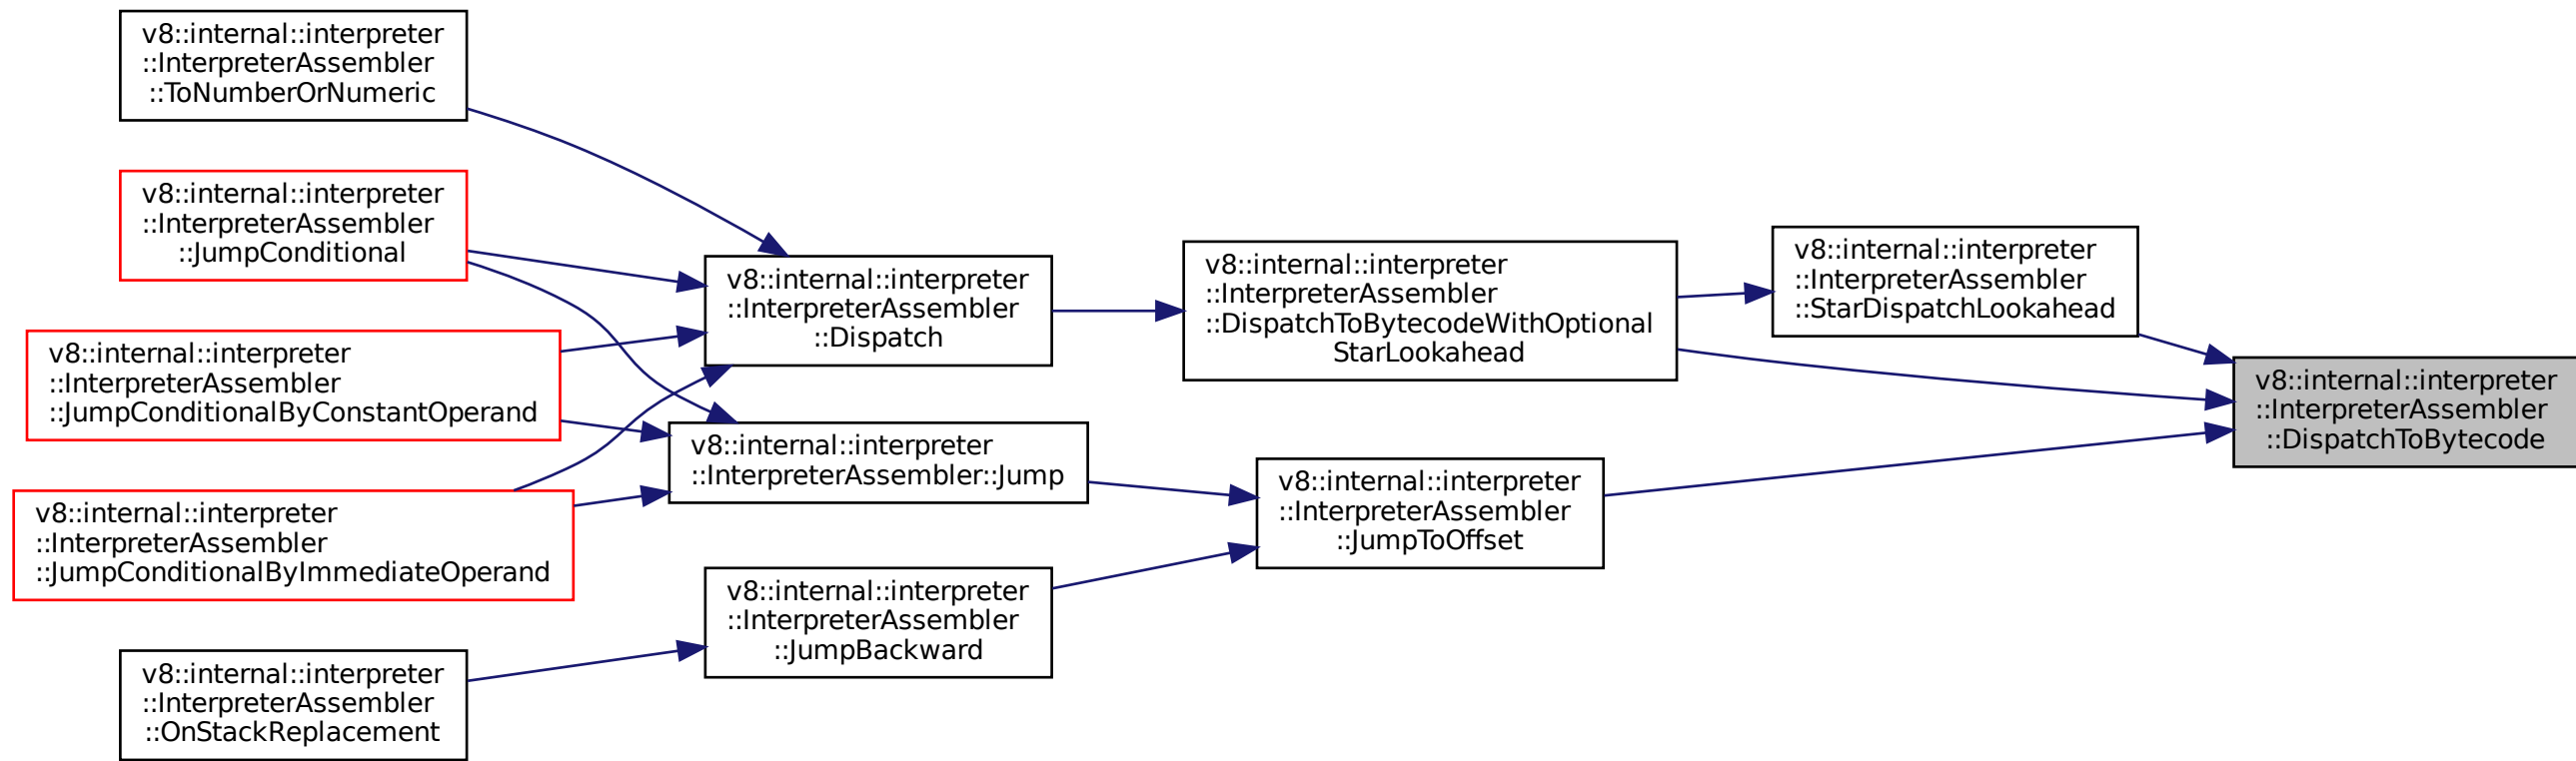 v8::internal::interpreter
::InterpreterAssembler
::ToNumberOrNumeric
v8::internal::interpreter
::InterpreterAssembler
::JumpConditional
v8::internal::interpreter
::InterpreterAssembler
::JumpConditionalByConstantOperand
v8::internal::interpreter
::InterpreterAssembler
::JumpConditionalByImmediateOperand
v8::internal::interpreter
::InterpreterAssembler
::OnStackReplacement
v8::internal::interpreter
::InterpreterAssembler
::Dispatch
v8::internal::interpreter
::InterpreterAssembler::Jump
v8::internal::interpreter
::InterpreterAssembler
::JumpBackward
v8::internal::interpreter
::InterpreterAssembler
::DispatchToBytecodeWithOptional
StarLookahead
v8::internal::interpreter
::InterpreterAssembler
::JumpToOffset
v8::internal::interpreter
::InterpreterAssembler
::StarDispatchLookahead
v8::internal::interpreter
::InterpreterAssembler
::DispatchToBytecode